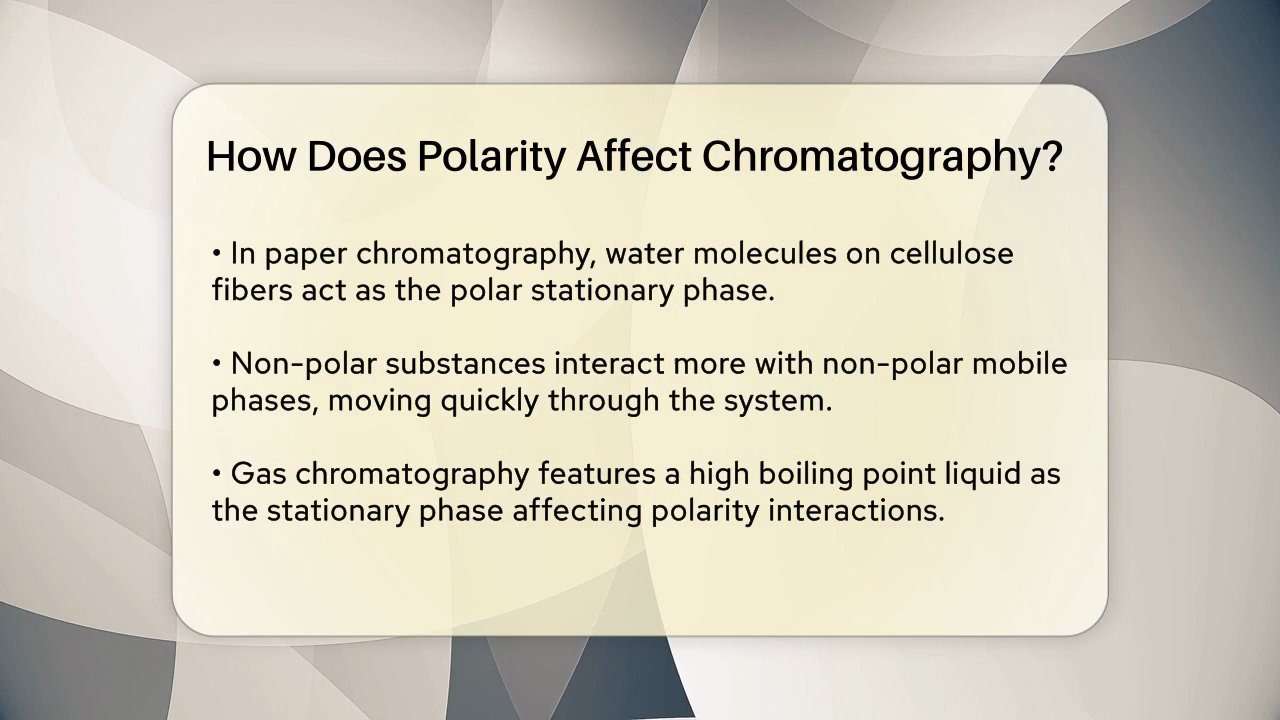 How Does Polarity Affect Chromatography?
• In paper chromatography, water molecules on cellulose
fibers act as the polar stationary phase.
• Non-polar substances interact more with non-polar mobile
phases, moving quickly through the system.
• Gas chromatography features a high boiling point liquid as
the stationary phase affecting polarity interactions.